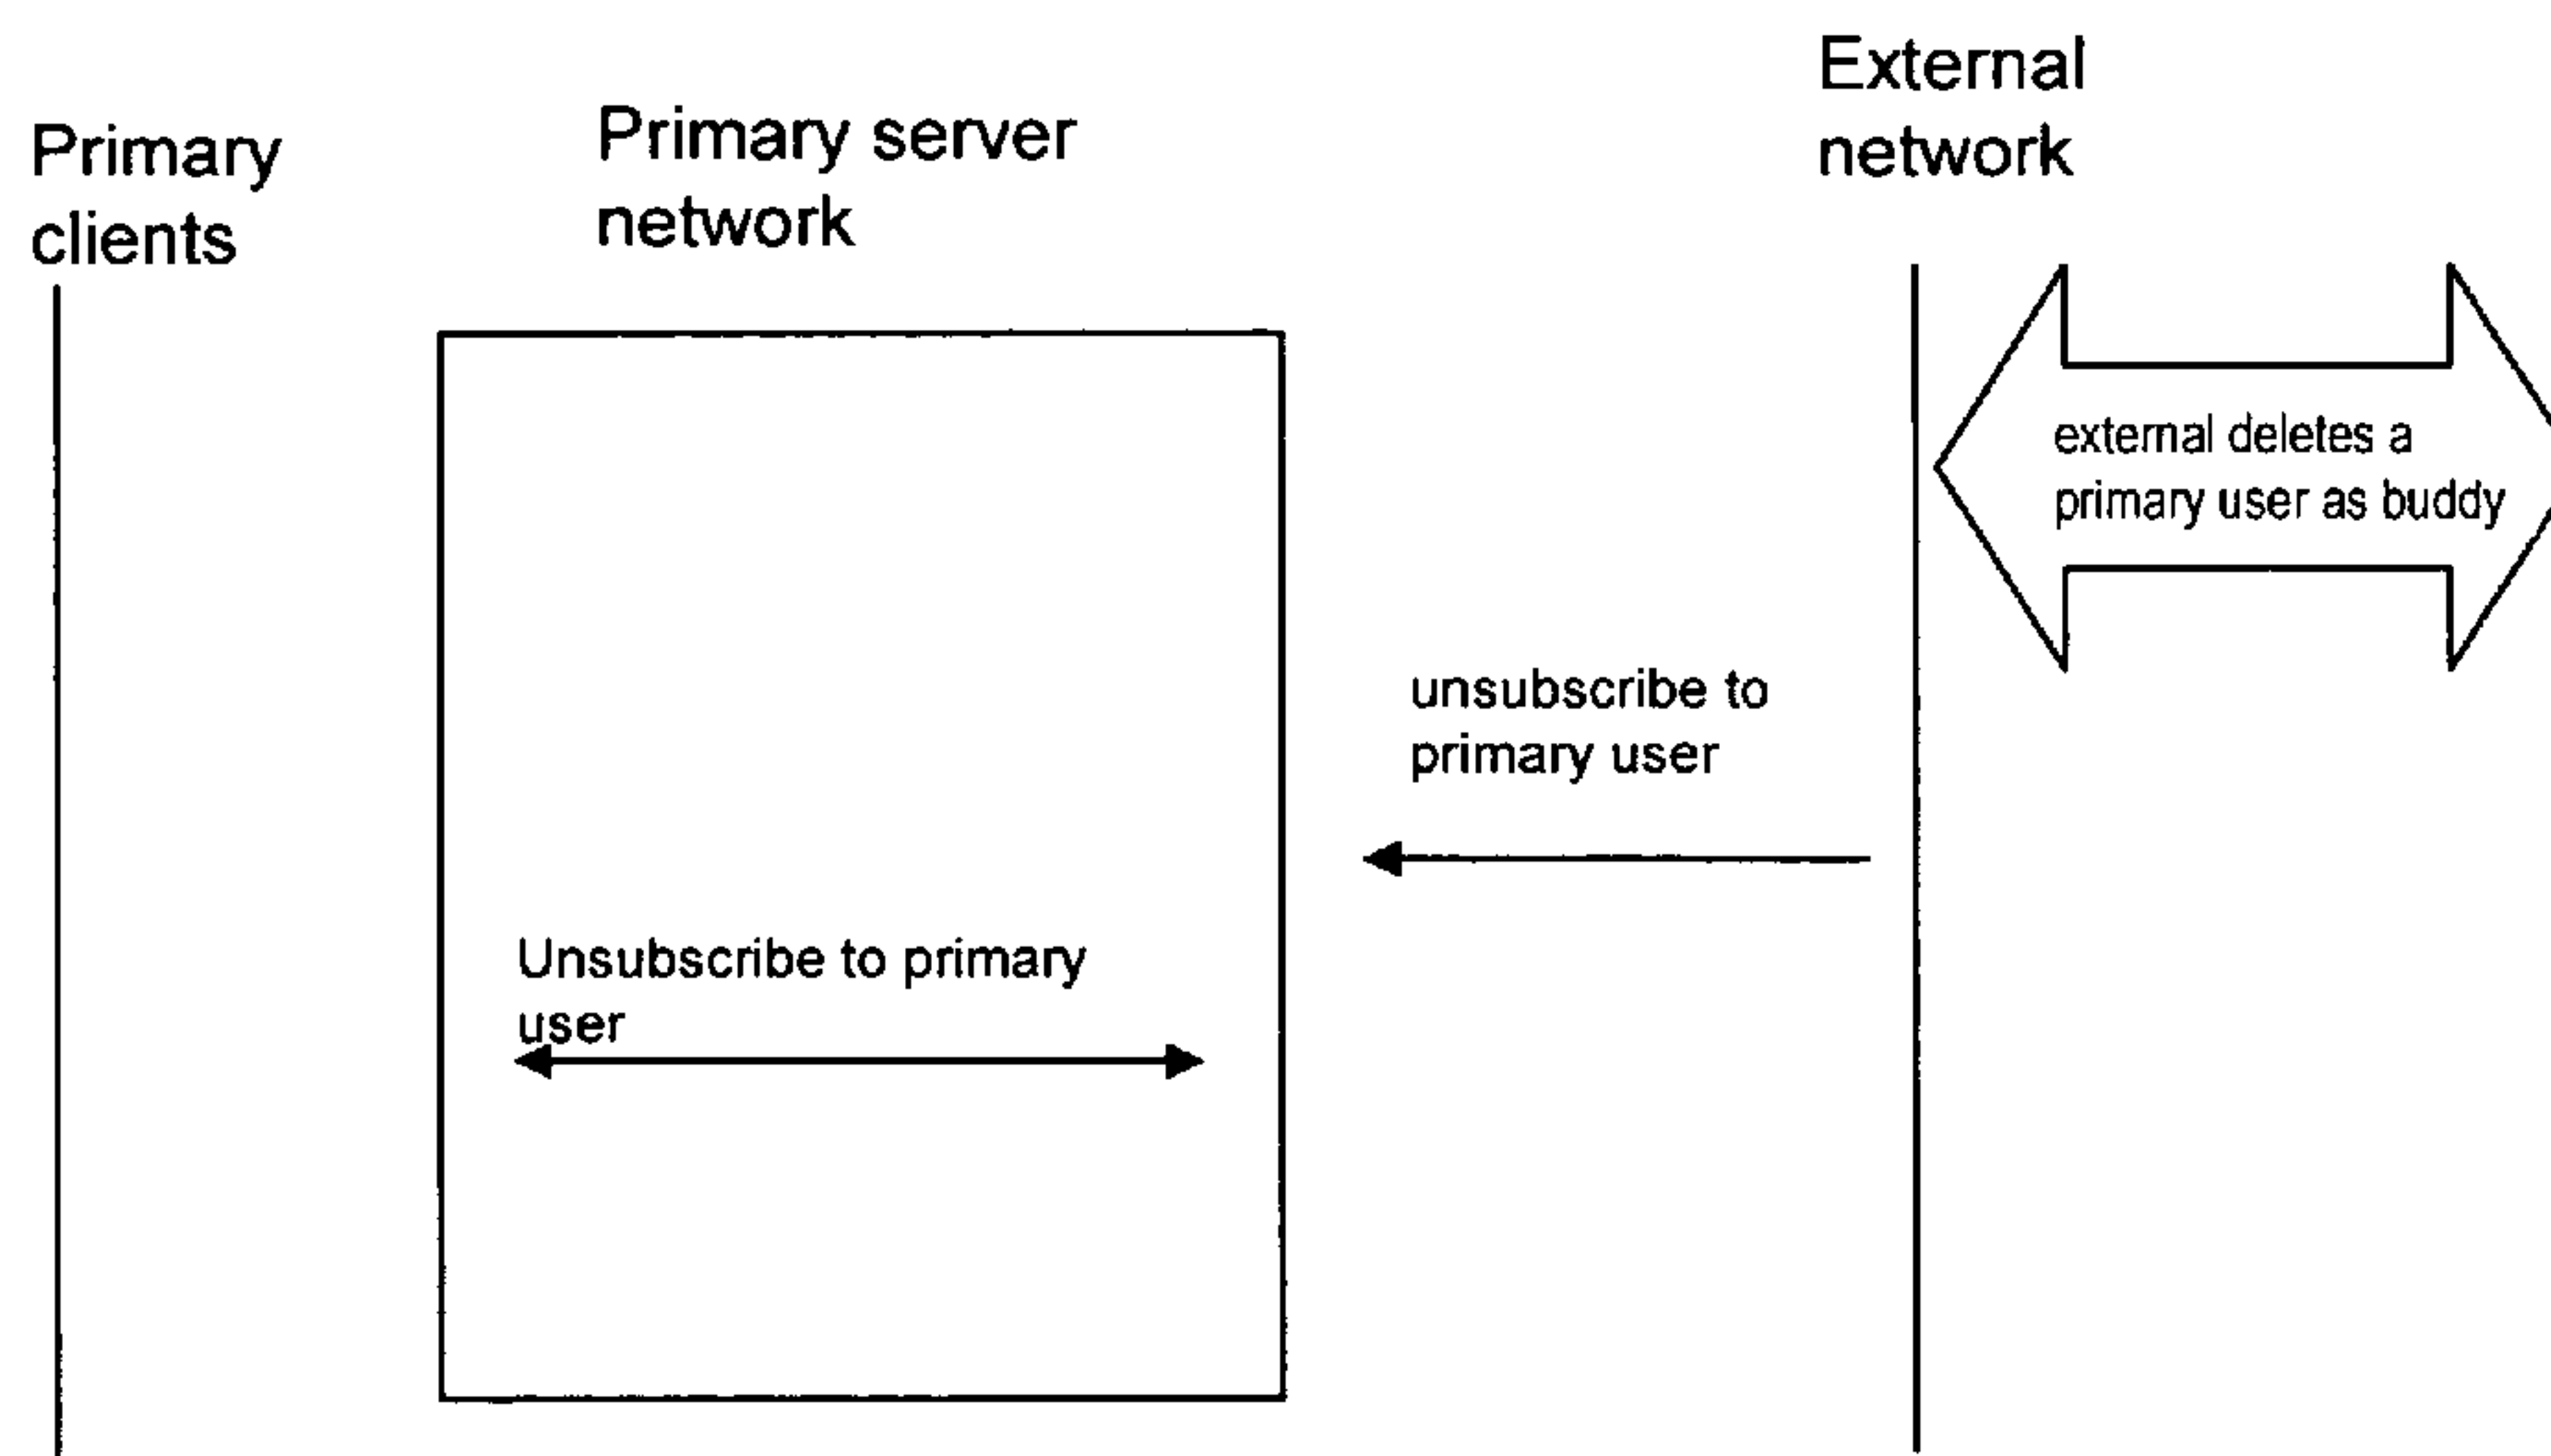 Primary
clients
Primary server
network
External
network
external deletes a
primary user as buddy
unsubscribe to
primary user
Unsubscribe to primary
user